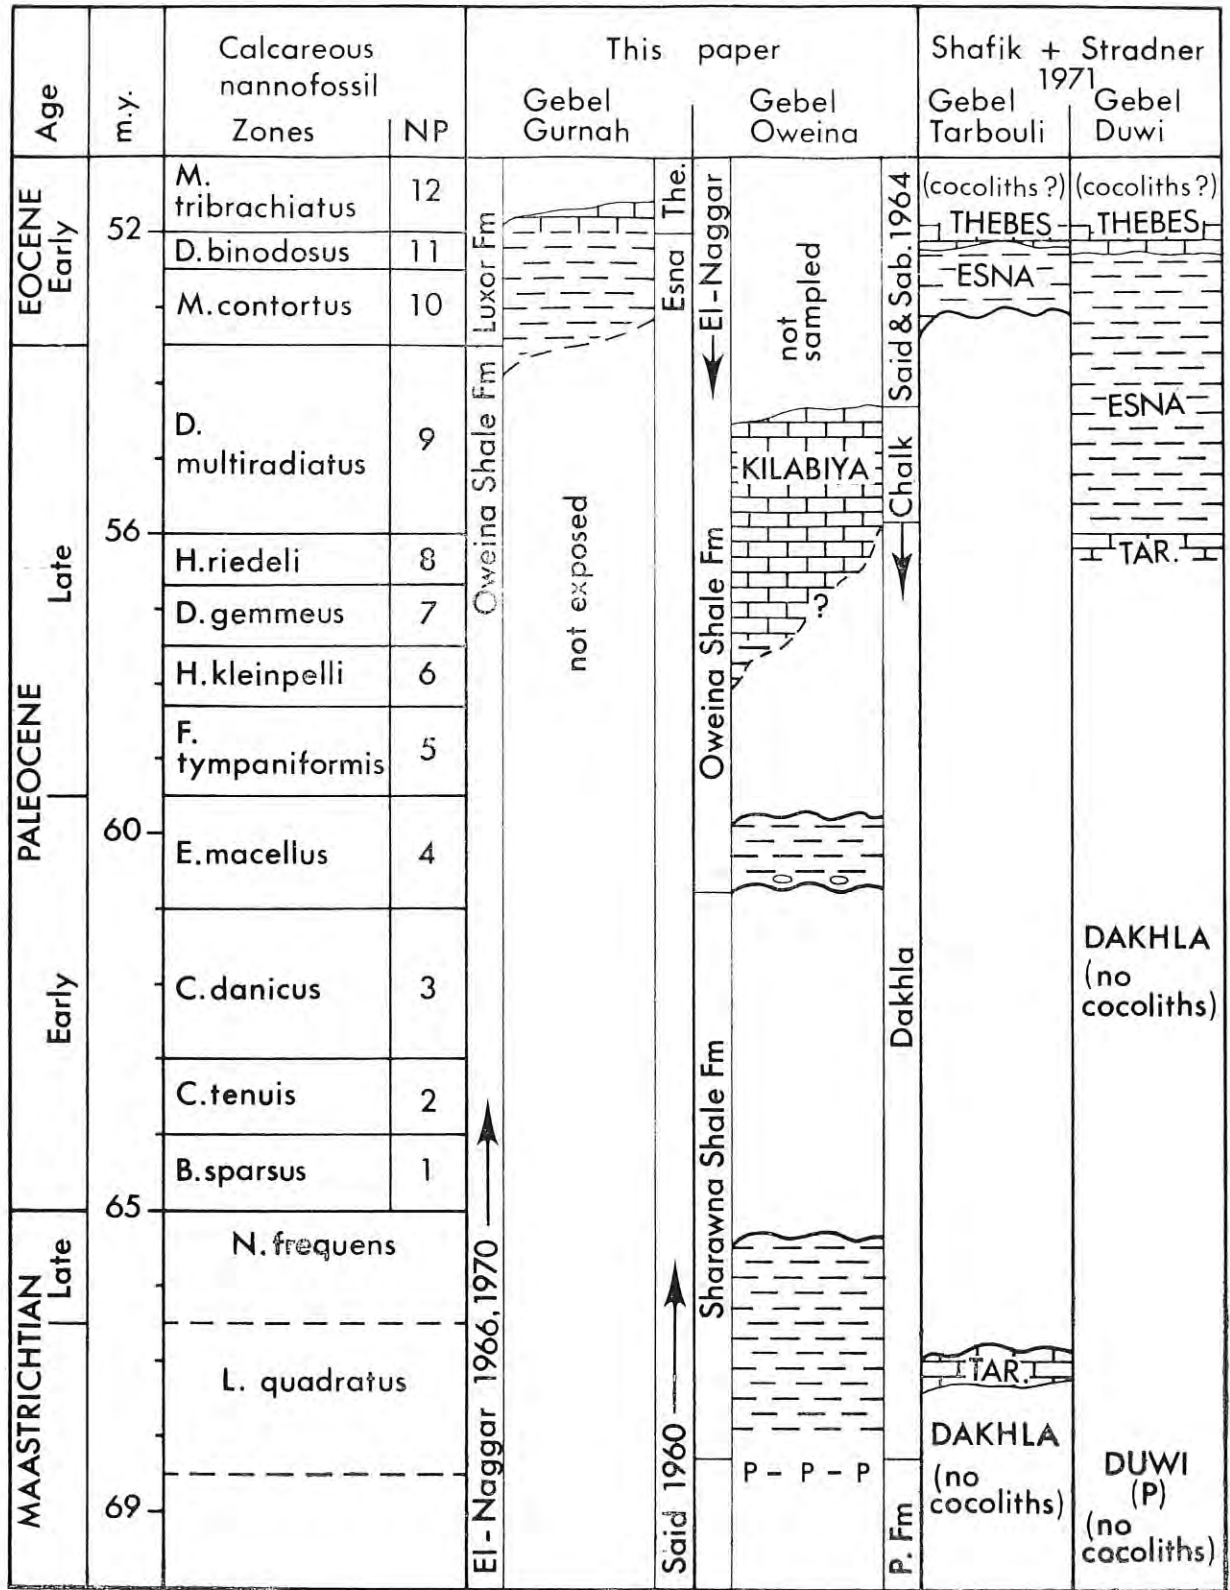 Age
m.y.
Calcareous
nannofossil
Zones
NP
This paper
Gebel
Gurnah
Gebel
Oweina
Shafik + Stradner
1971
Gebel
Tarbouli
Gebel
Duwi
EOCENE
Early
PALEOCENE
Late
Early
MAASTRICHTIAN
Late
52
56
60
65
69
M.
tribrachiatus
12
D. binodosus
11
M. contortus
10
D.
multiradiatus
9
H. riedeli
8
D. gemmeus
7
H. kleinpelli
6
F.
tympaniformis
5
E. macellus
4
C. danicus
3
C. tenuis
2
B. sparsus
1
N. frequens
L. quadratus
Luxor Fm
Oweina Shale Fm
El-Naggar 1966, 1970
not exposed
The.
Esna
Said 1960
El-Naggar
Oweina Shale Fm
Sharawna Shale Fm
not
sampled
KILABIYA
?
P - P - P
Said & Sab. 1964
Chalk
Dakhla
P. Fm
(cocoliths?)
THEBES
ESNA
TAR.
DAKHLA
(no
cocoliths)
(cocoliths?)
THEBES
ESNA
TAR.
DAKHLA
(no
cocoliths)
DUWI
(P)
(no
cocoliths)